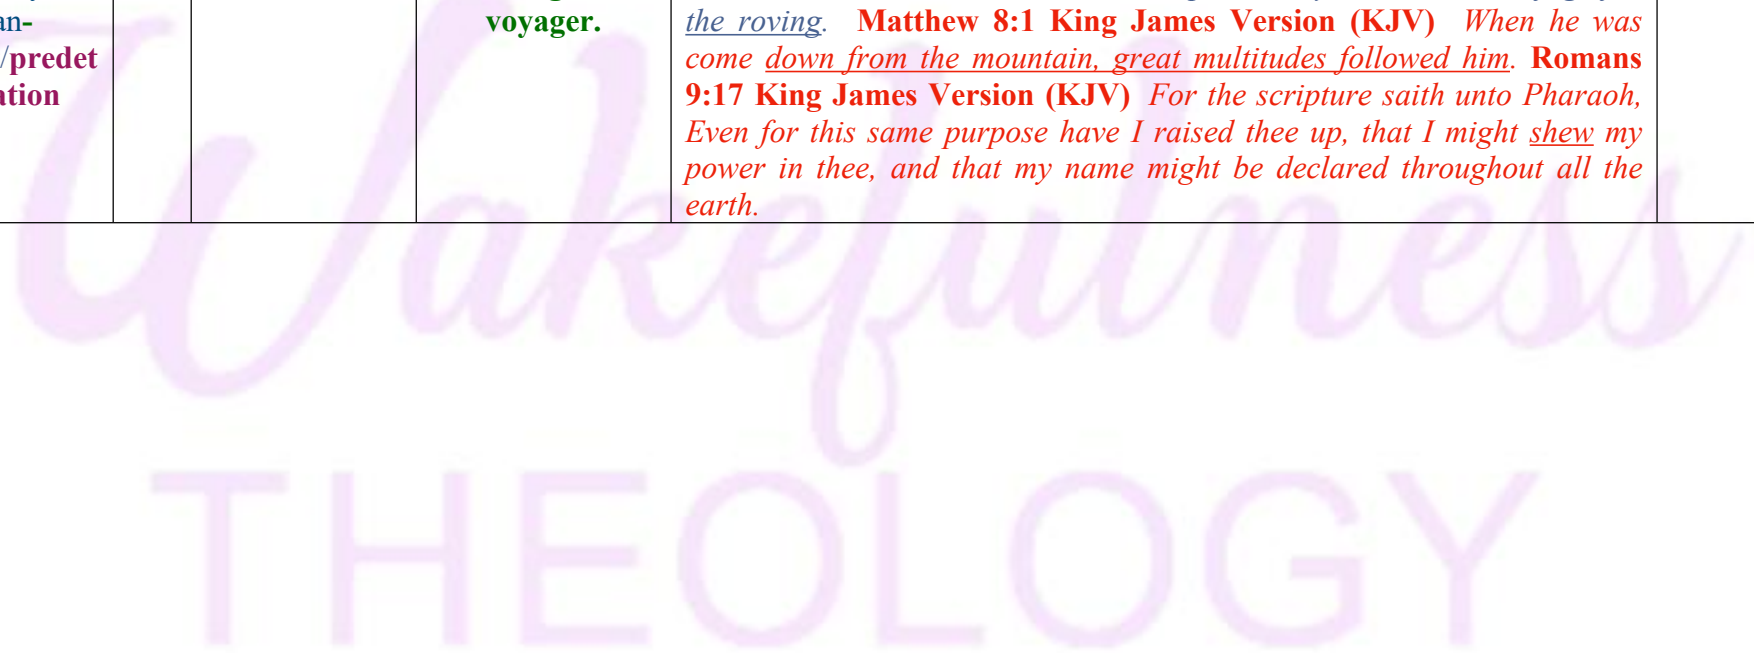 an-
/predet
ation
voyager.
the roving. Matthew 8:1 King James Version (KJV) When he was
come down from the mountain, great multitudes followed him. Romans
9:17 King James Version (KJV) For the scripture saith unto Pharaoh,
Even for this same purpose have I raised thee up, that I might shew my
power in thee, and that my name might be declared throughout all the
earth.
Wakefulness
THEOLOGY